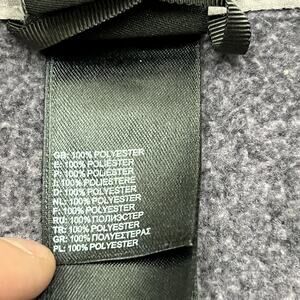 GB: 100% POLYESTER
E: 100% POLIESTER
P: 100% POLIESTER
I: 100% POLIESTERE
D: 100% POLYESTER
NL: 100% POLYESTER
F: 100% POLYESTER
RU: 100% ПОЛИЭСТЕР
TR: 100% POLYESTER
GR: 100% ΠΟΛΥΕΣΤΕΡΑΣ
PL: 100% POLYESTER